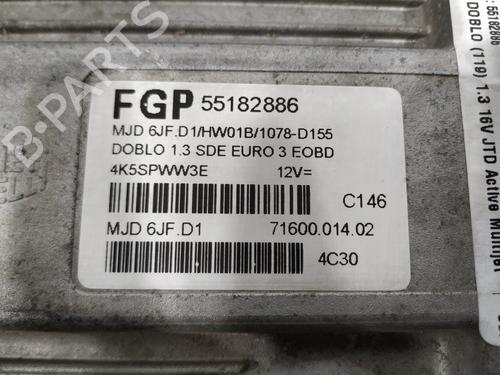 FGP 55182886
MJD 6JF.D1/HW01B/1078-D155
DOBLO 1.3 SDE EURO 3 EOBD
4K5SPWW3E 12V=
C146
MJD 6JF.D1 71600.014.02
4C30
55182886
DOBLO (119) 1.3 16V JTD Active Multijet
B-PARTS